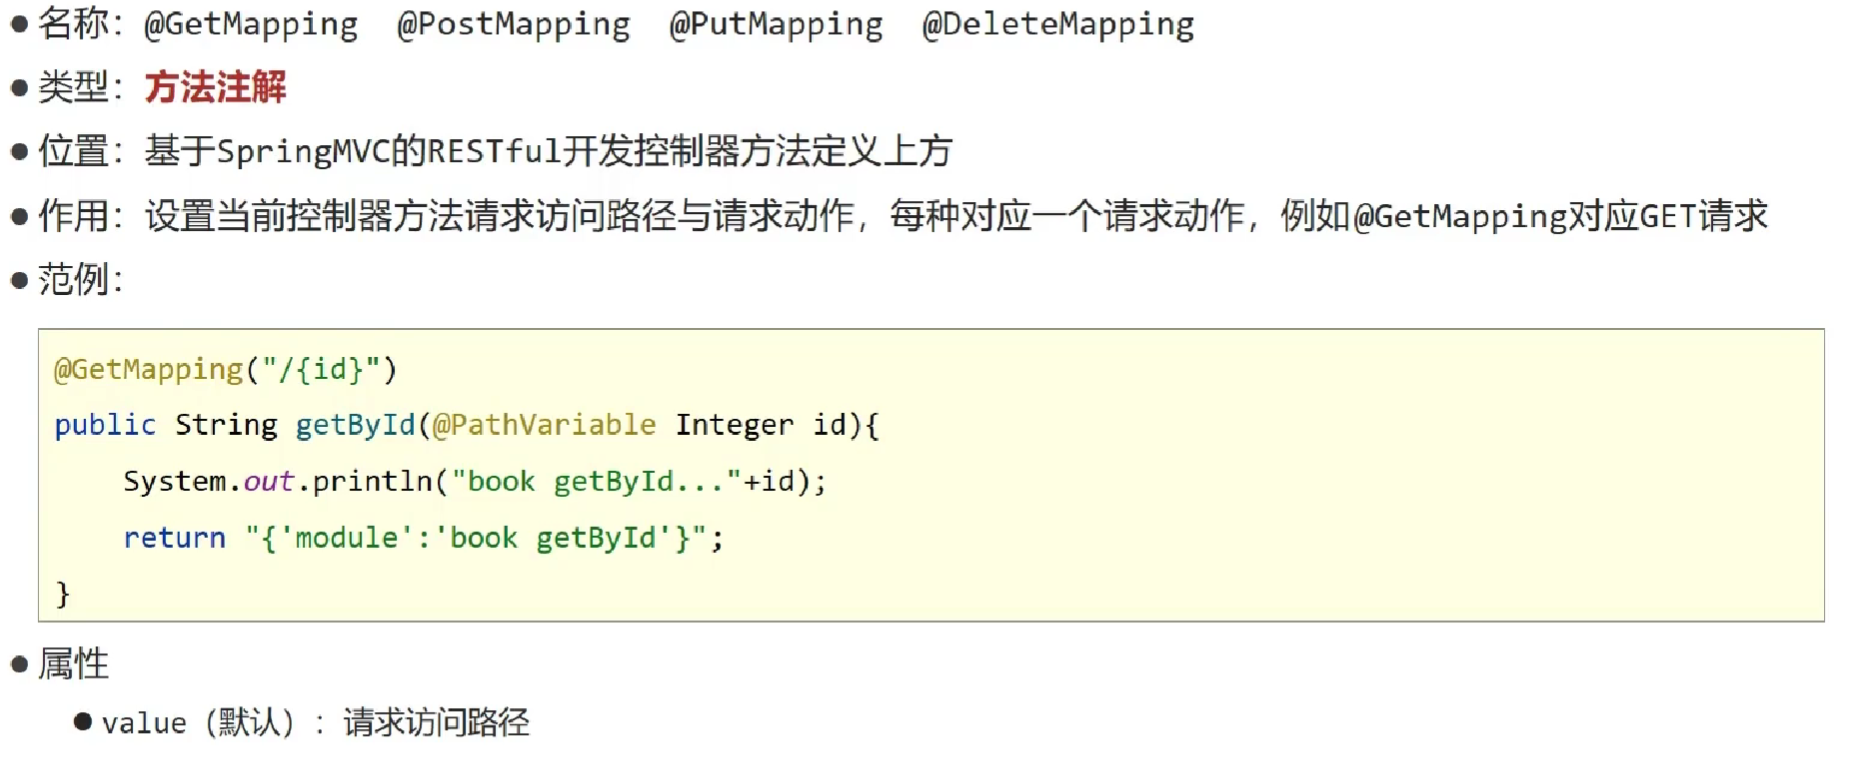 ● 名称：@GetMapping @PostMapping @PutMapping @DeleteMapping
● 类型：方法注解
● 位置：基于SpringMVC的RESTful开发控制器方法定义上方
● 作用：设置当前控制器方法请求访问路径与请求动作，每种对应一个请求动作，例如@GetMapping对应GET请求
● 范例：
@GetMapping("/{id}")
public String getById(@PathVariable Integer id){
    System.out.println("book getById..."+id);
    return "{'module':'book getById'}";
}
● 属性
● value（默认）：请求访问路径